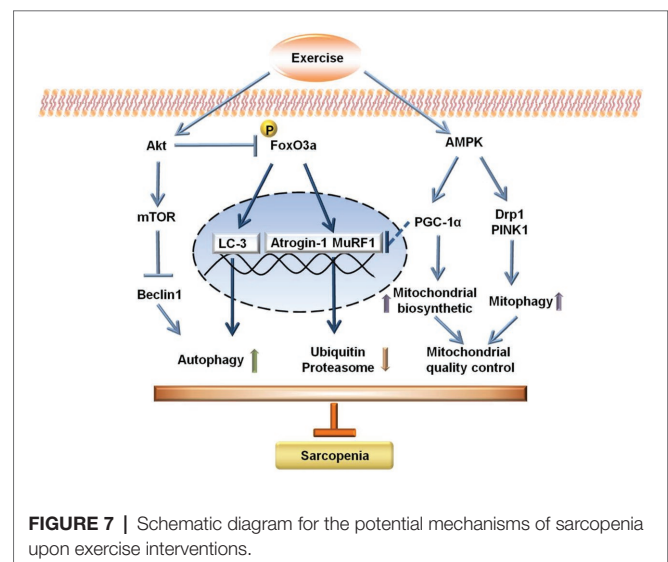 Exercise
P
Akt
FoxO3a
AMPK
mTOR
PGC-1α
Drp1
PINK1
LC-3
Atrogin-1 MuRF1
Beclin1
Mitochondrial
biosynthetic
Mitophagy
Autophagy
Ubiquitin
Proteasome
Mitochondrial
quality control
Sarcopenia
FIGURE 7 | Schematic diagram for the potential mechanisms of sarcopenia
upon exercise interventions.